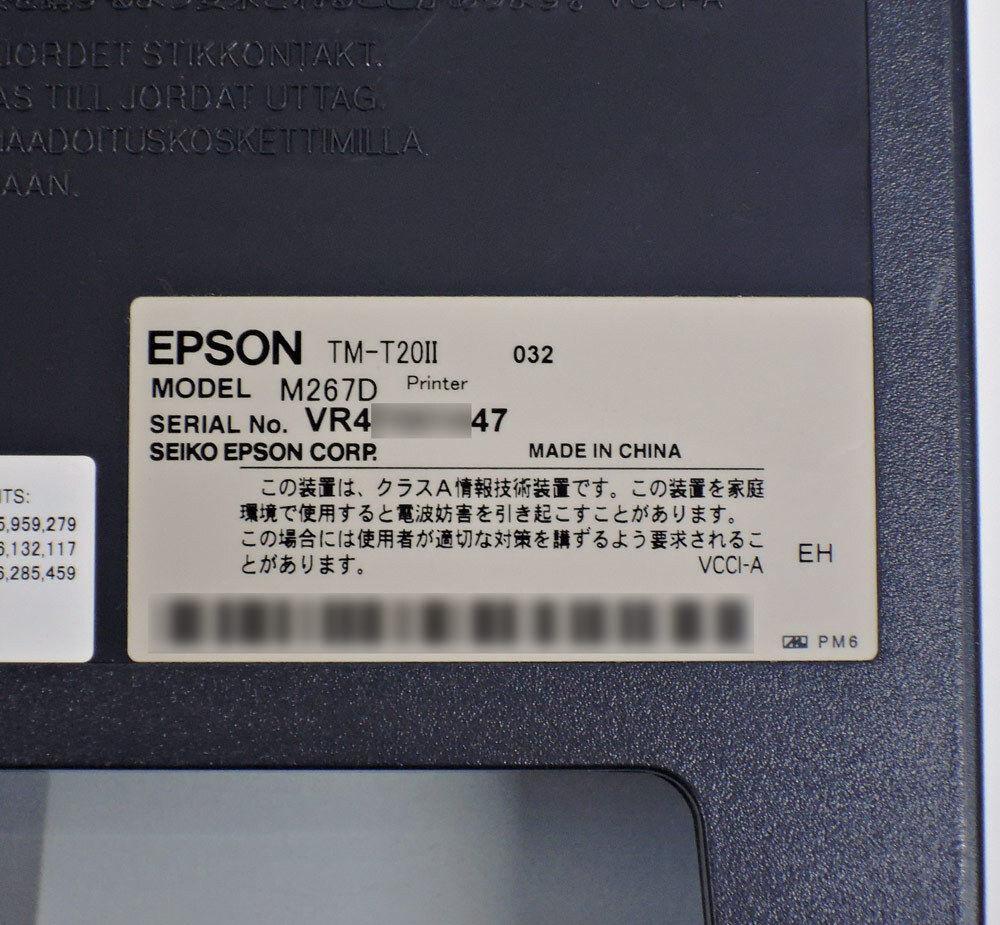 JORDET STIKKONTAKT.
AS TILL JORDAT UTTAG.
MAADOITUSKOSKETTIMILLA
AAN.
EPSON TM-T20II 032
MODEL M267D Printer
SERIAL No. VR4 47
SEIKO EPSON CORP. MADE IN CHINA
この装置は、クラスA情報技術装置です。この装置を家庭
環境で使用すると電波妨害を引き起こすことがあります。
この場合には使用者が適切な対策を講ずるよう要求されるこ
とがあります。 VCCI-A
EH
PM6
NTS:
5,959,279
6,132,117
6,285,459